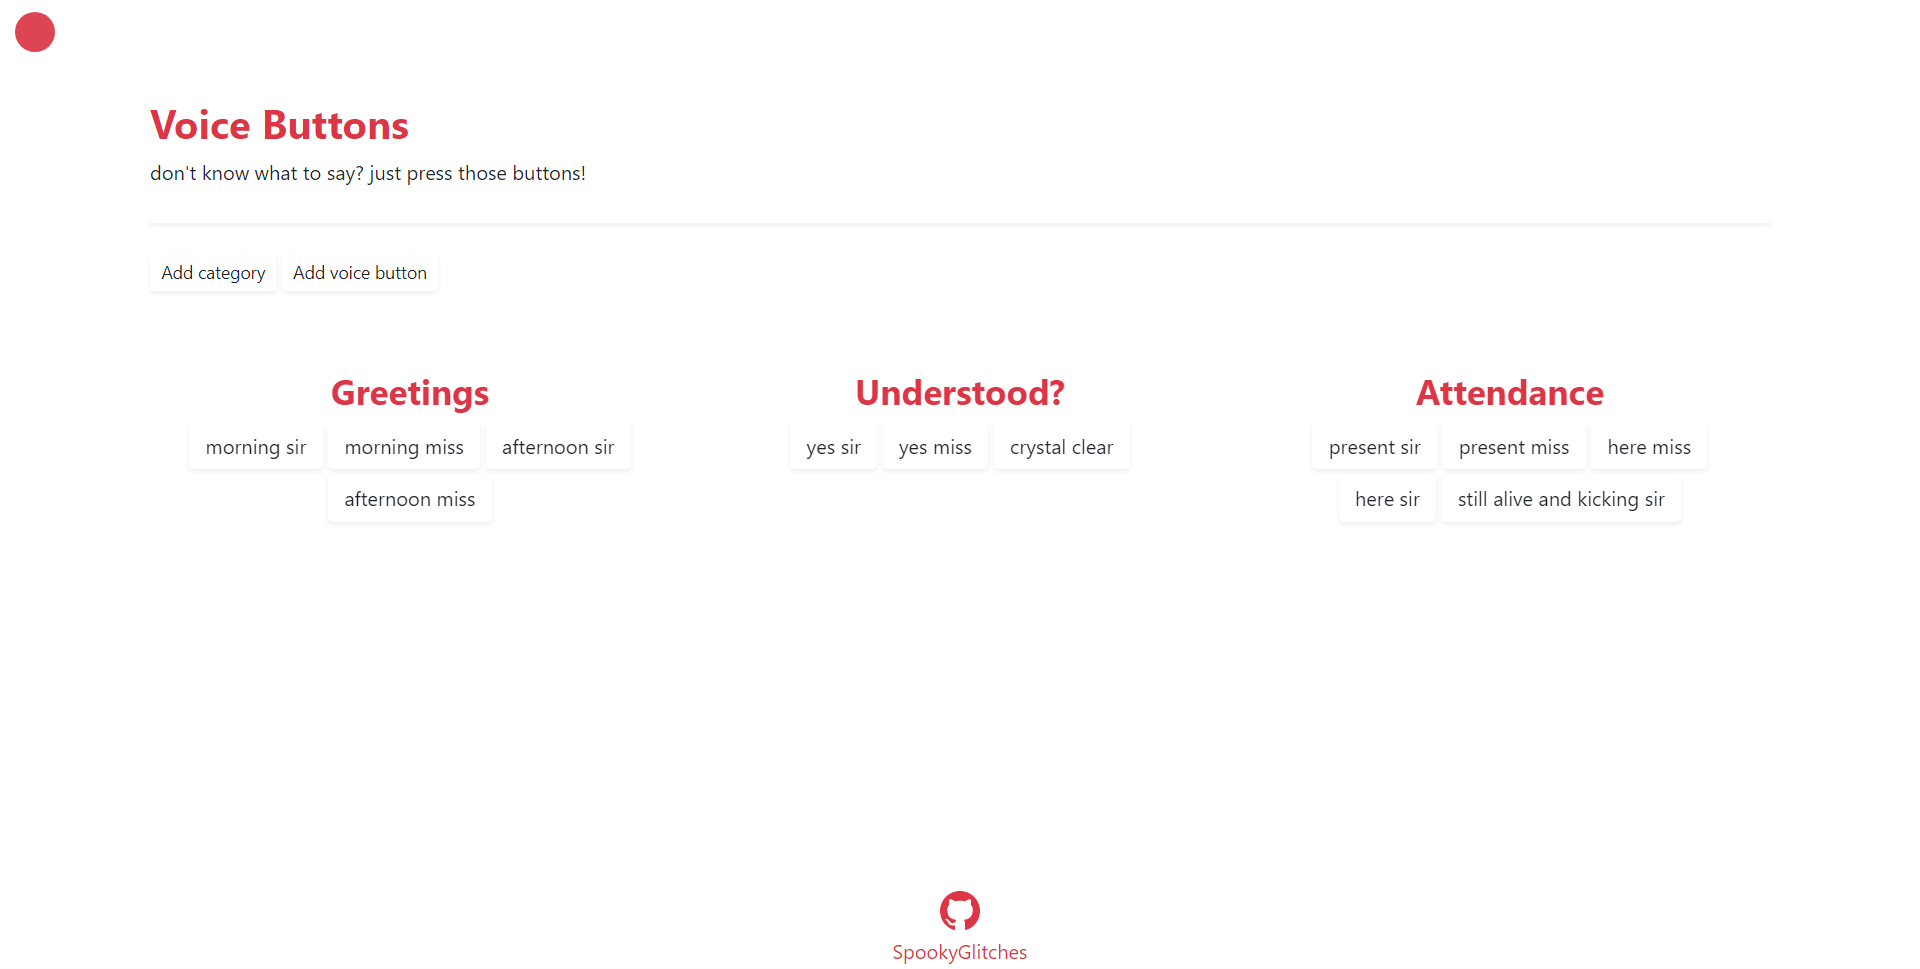 Voice Buttons
don't know what to say? just press those buttons!
Add category Add voice button
Greetings
morning sir morning miss afternoon sir
afternoon miss
Understood?
yes sir yes miss crystal clear
Attendance
present sir present miss here miss
here sir still alive and kicking sir
SpookyGlitches